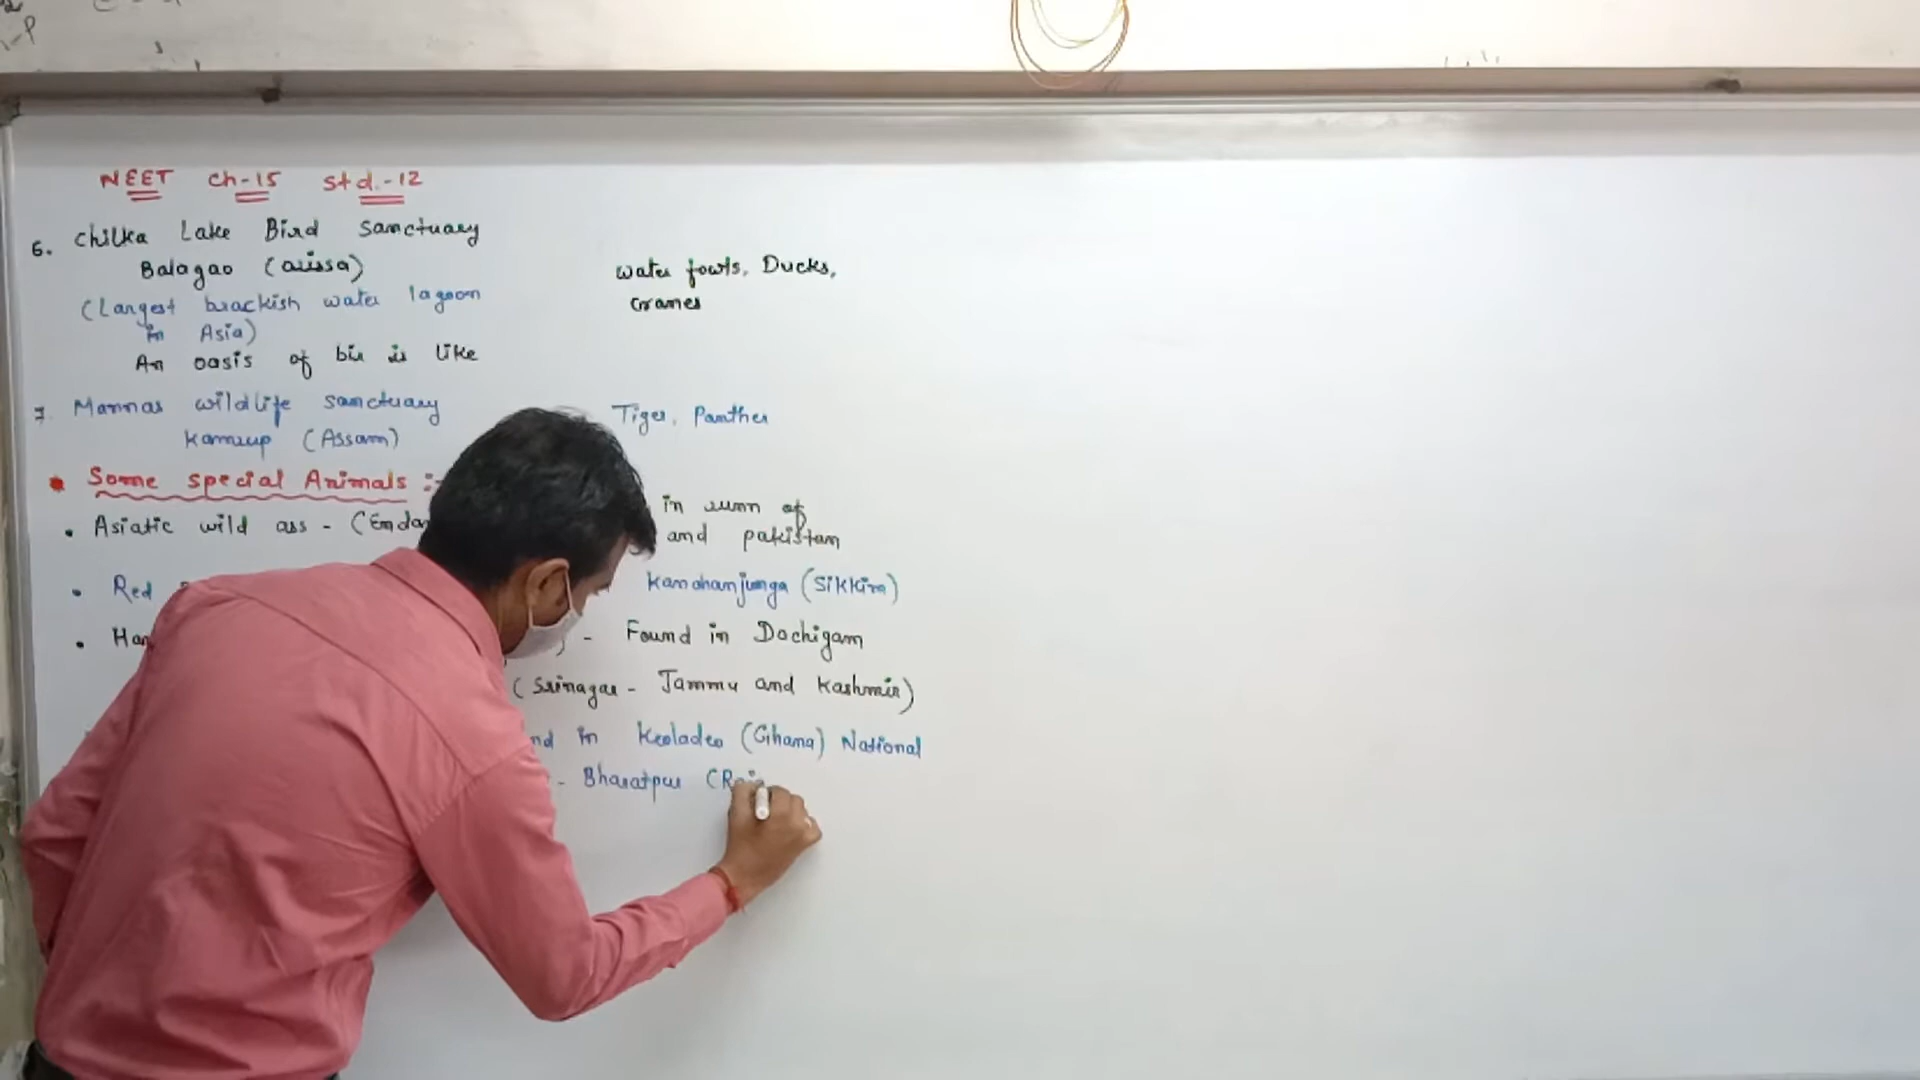 NEET ch-15 std.-12
6. chilka Lake Bird sanctuary
Balagao (orissa)
(Largest brackish water lagoon
in Asia)
An oasis of bir is like
water fowls, Ducks,
cranes
7. Mannas wildlife sanctuary
Kamrup (Assam)
Tiger, Panther
Some special Animals :-
• Asiatic wild ass - (Endan
in runn of
and pakistan
• Red
Kanchanjunga (Sikkim)
• Han
) - Found in Dachigam
(Srinagar - Jammu and Kashmir)
nd in Keoladeo (Ghana) National
- Bharatpur (Raj